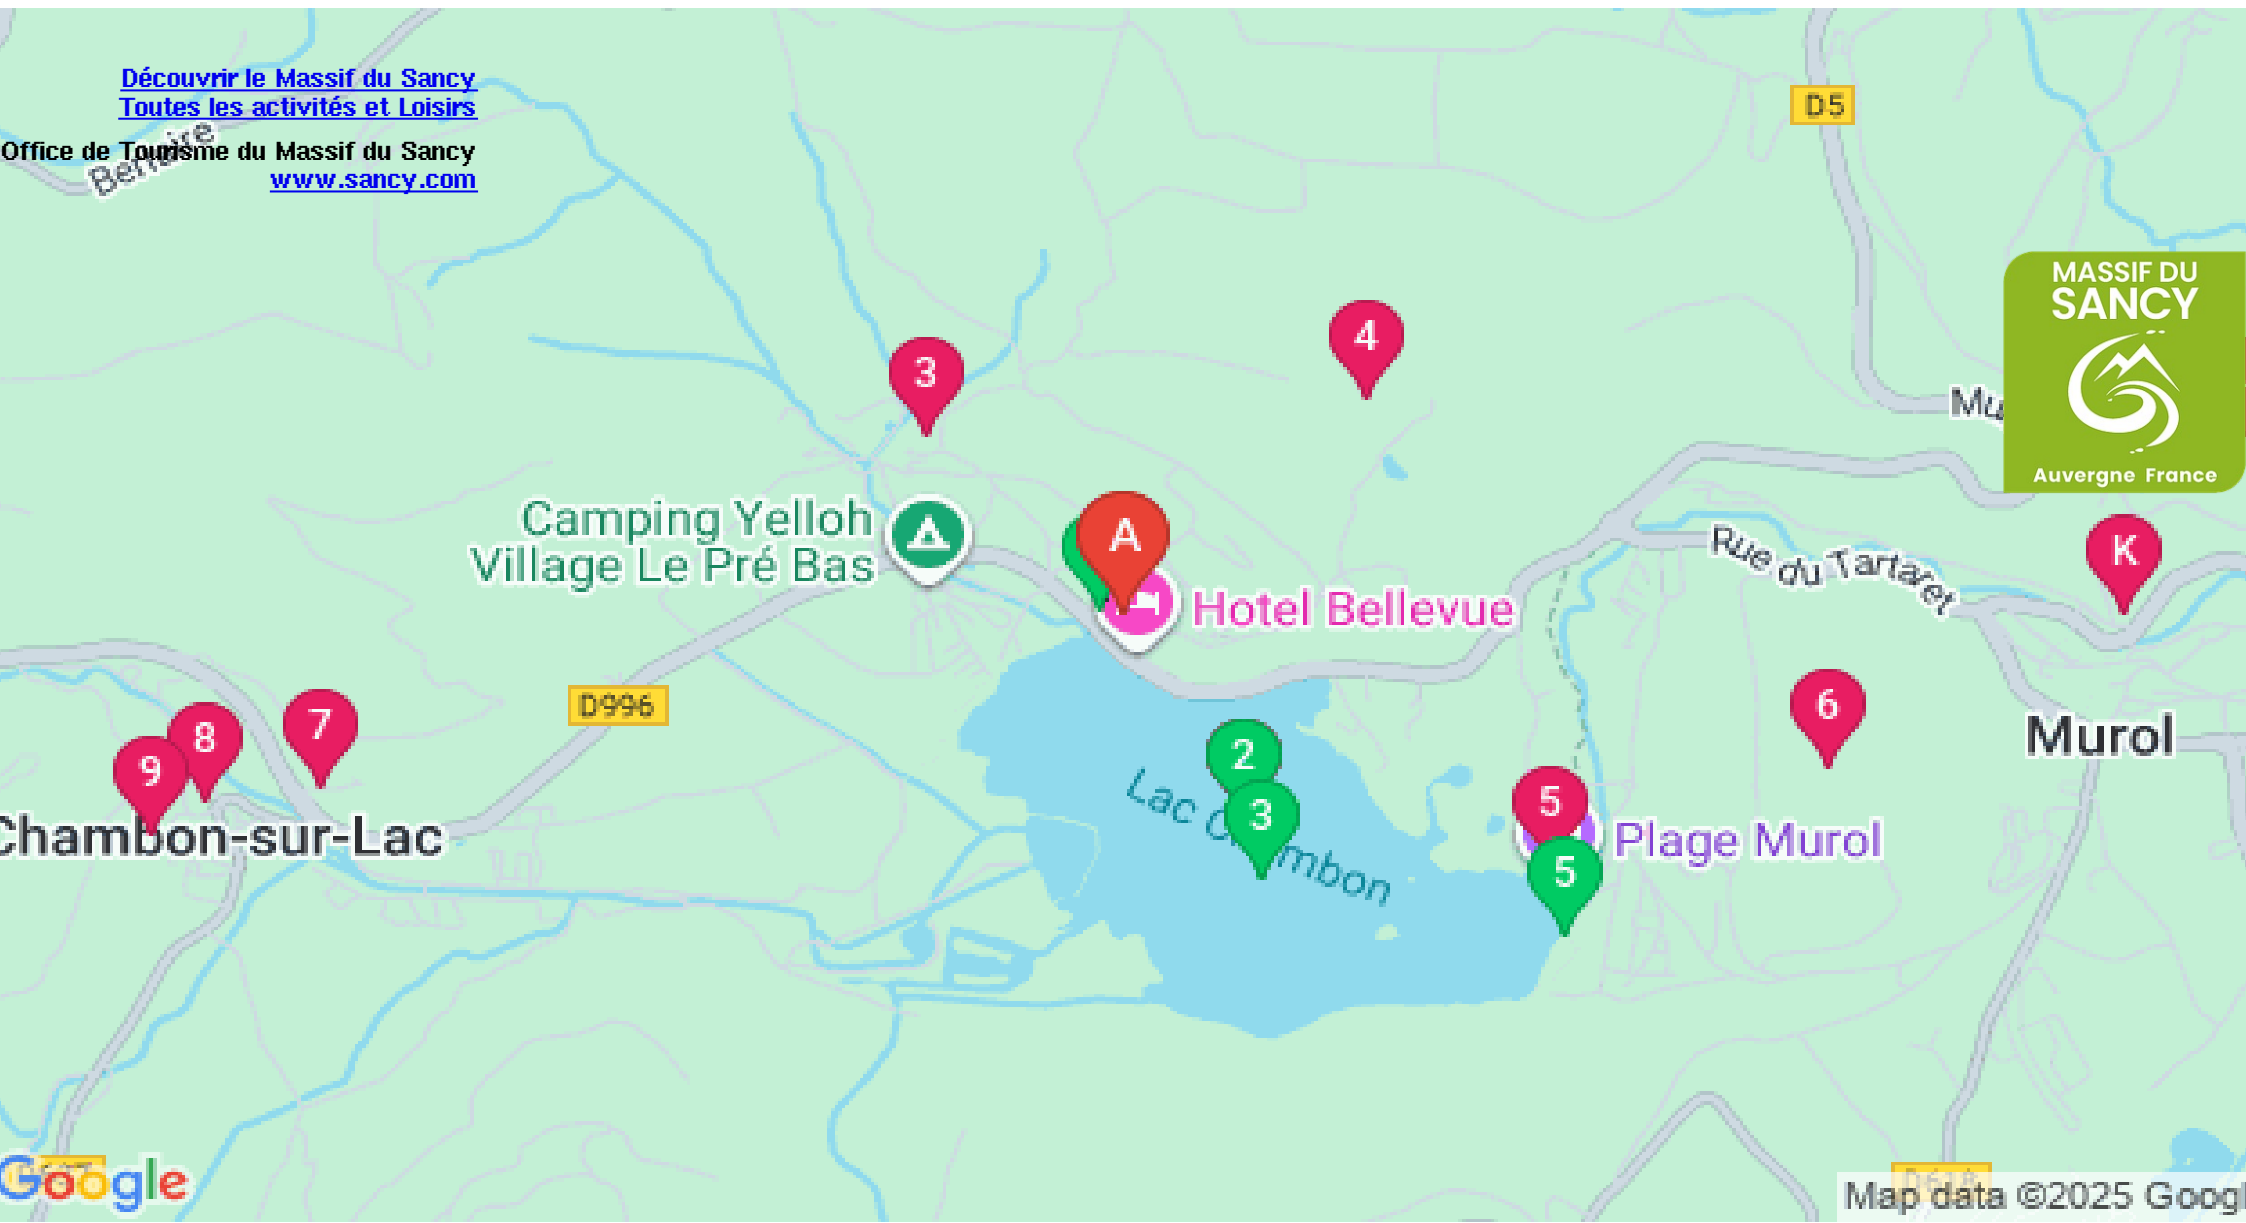 Découvrir le Massif du Sancy
Toutes les activités et Loisirs
Office de Tourisme du Massif du Sancy
www.sancy.com
D5
MASSIF DU
SANCY
Auvergne France
4
3
Camping Yelloh
Village Le Pré Bas
A
Hotel Bellevue
Rue du Tartaret
K
D996
6
7
8
9
Murol
2
3
Lac
5
Plage Murol
5
Chambon-sur-Lac
Google
D618
Map data ©2025 Googl